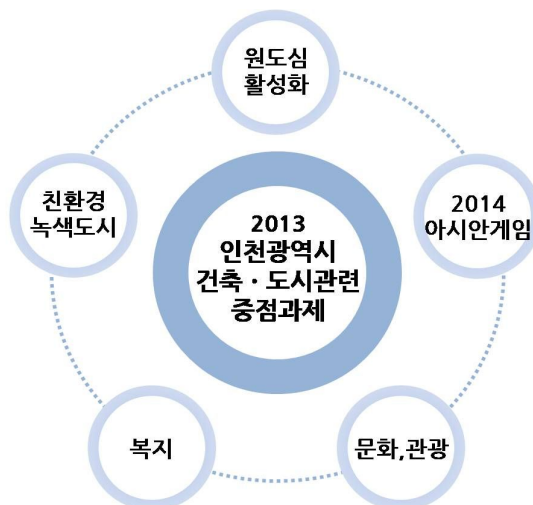 원도심
활성화
친환경
녹색도시
2014
아시안게임
2013
인천광역시
건축・도시관련
중점과제
복지
문화,관광